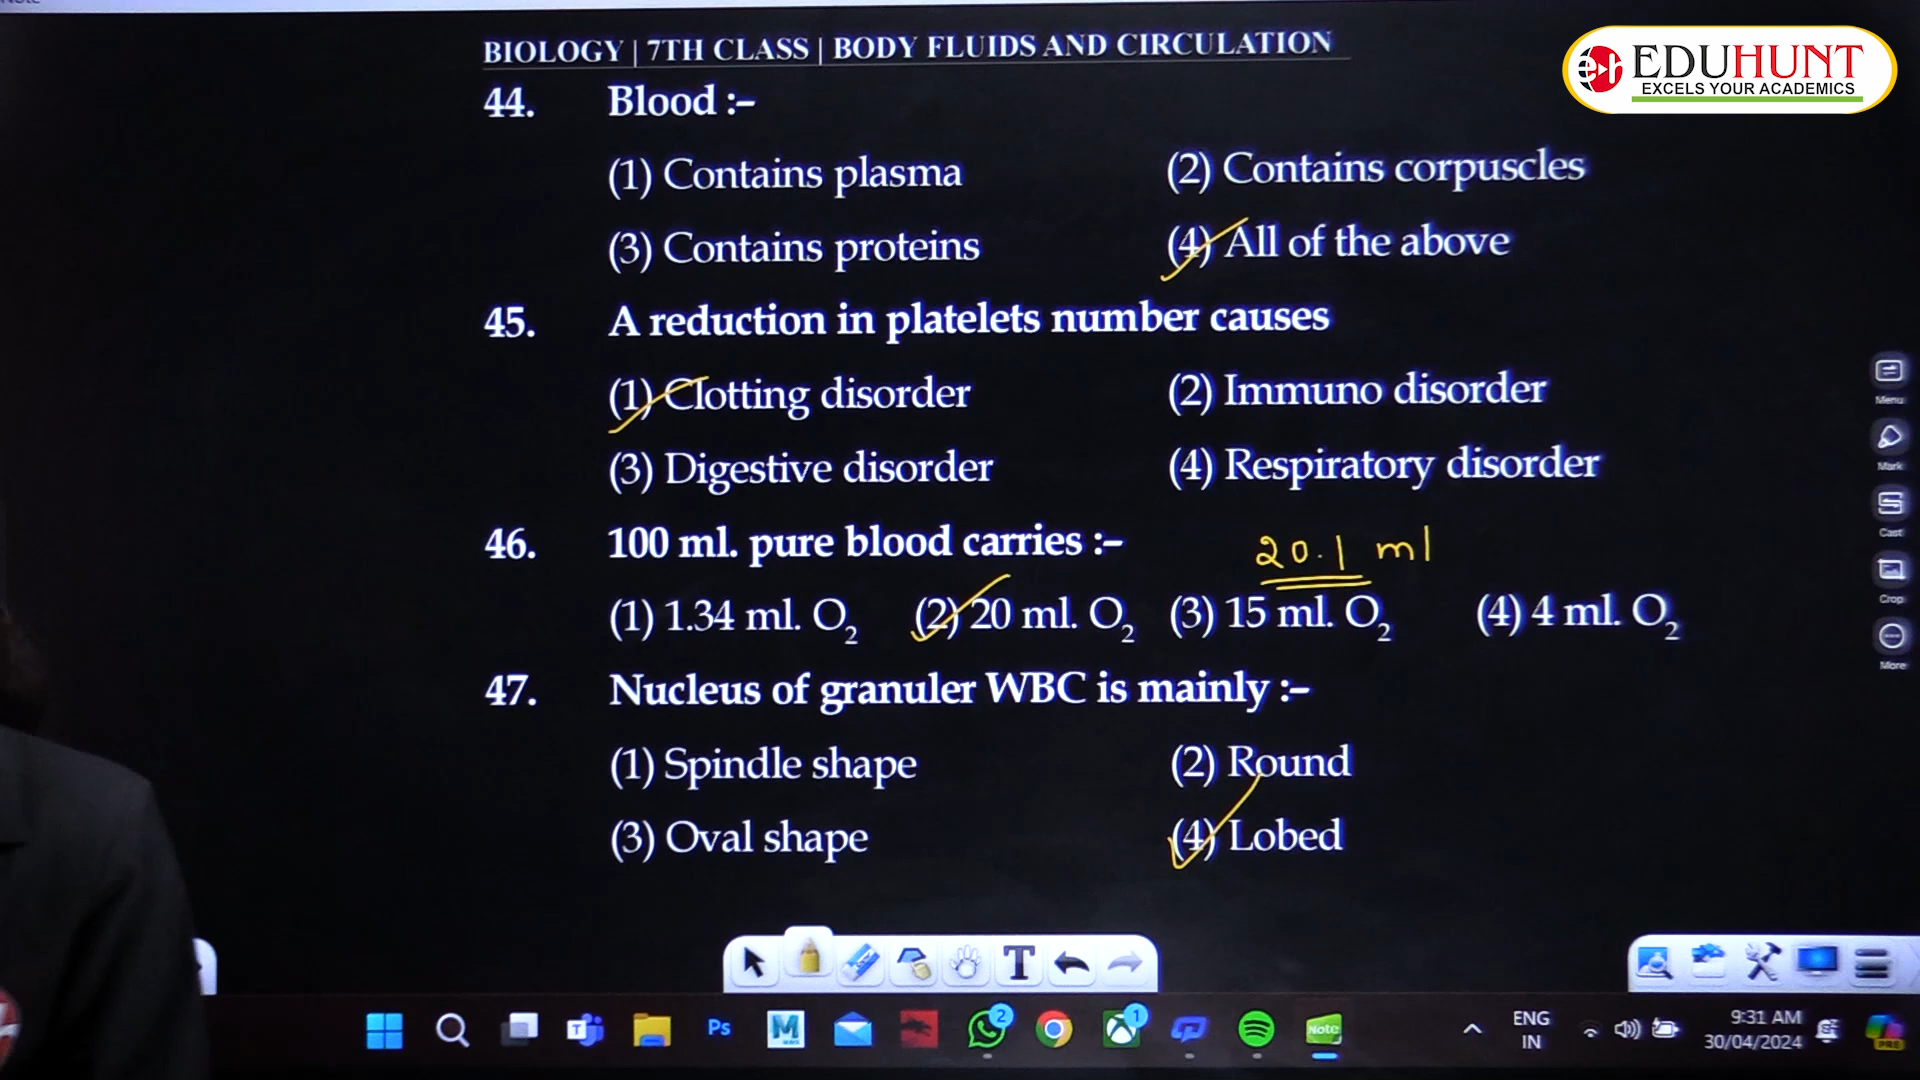 BIOLOGY | 7TH CLASS | BODY FLUIDS AND CIRCULATION
EDUHUNT
EXCELS YOUR ACADEMICS
44. Blood :–
(1) Contains plasma (2) Contains corpuscles
(3) Contains proteins (4) All of the above
45. A reduction in platelets number causes
(1) Clotting disorder (2) Immuno disorder
(3) Digestive disorder (4) Respiratory disorder
46. 100 ml. pure blood carries :–
20.1 ml
(1) 1.34 ml. O₂ (2) 20 ml. O₂ (3) 15 ml. O₂ (4) 4 ml. O₂
47. Nucleus of granuler WBC is mainly :–
(1) Spindle shape (2) Round
(3) Oval shape (4) Lobed
Menu
Mark
Cast
Crop
More
T
Ps
M
2
1
Note
ENG
IN
9:31 AM
30/04/2024
PRE